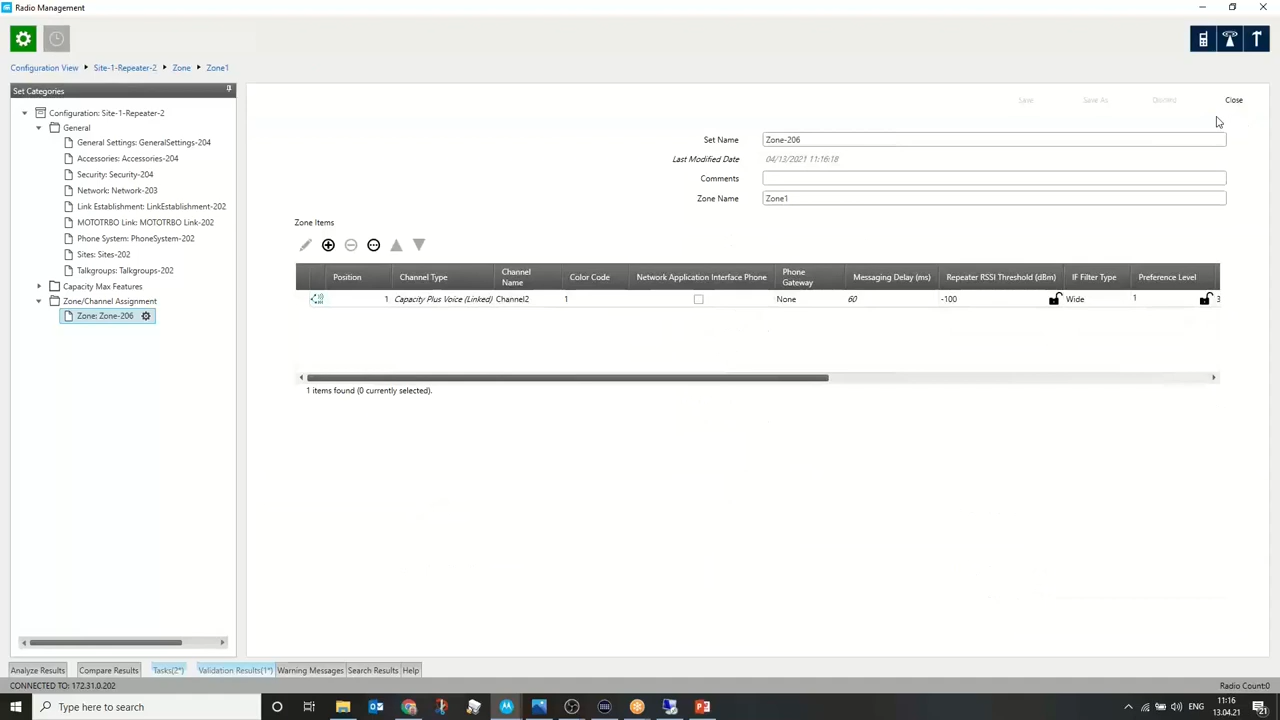 Radio Management
Configuration View Site-1-Repeater-2 Zone Zone1
Set Categories
Configuration: Site-1-Repeater-2
General
General Settings: GeneralSettings-204
Accessories: Accessories-204
Security: Security-204
Network: Network-203
Link Establishment: LinkEstablishment-202
MOTOTRBO Link: MOTOTRBO Link-202
Phone System: PhoneSystem-202
Sites: Sites-202
Talkgroups: Talkgroups-202
Capacity Max Features
Zone/Channel Assignment
Zone: Zone-206
Save Save As Discard Close
Set Name Zone-206
Last Modified Date 04/13/2021 11:16:18
Comments
Zone Name Zone1
Zone Items
Position Channel Type Channel Name Color Code Network Application Interface Phone Phone Gateway Messaging Delay (ms) Repeater RSSI Threshold (dBm) IF Filter Type Preference Level
1 Capacity Plus Voice (Linked) Channel2 1 None 60 -100 Wide 1 3
1 items found (0 currently selected).
Analyze Results Compare Results Tasks(2*) Validation Results(1*) Warning Messages Search Results Help
CONNECTED TO: 172.31.0.202 Radio Count:0
Type here to search ENG 11:16
13.04.21